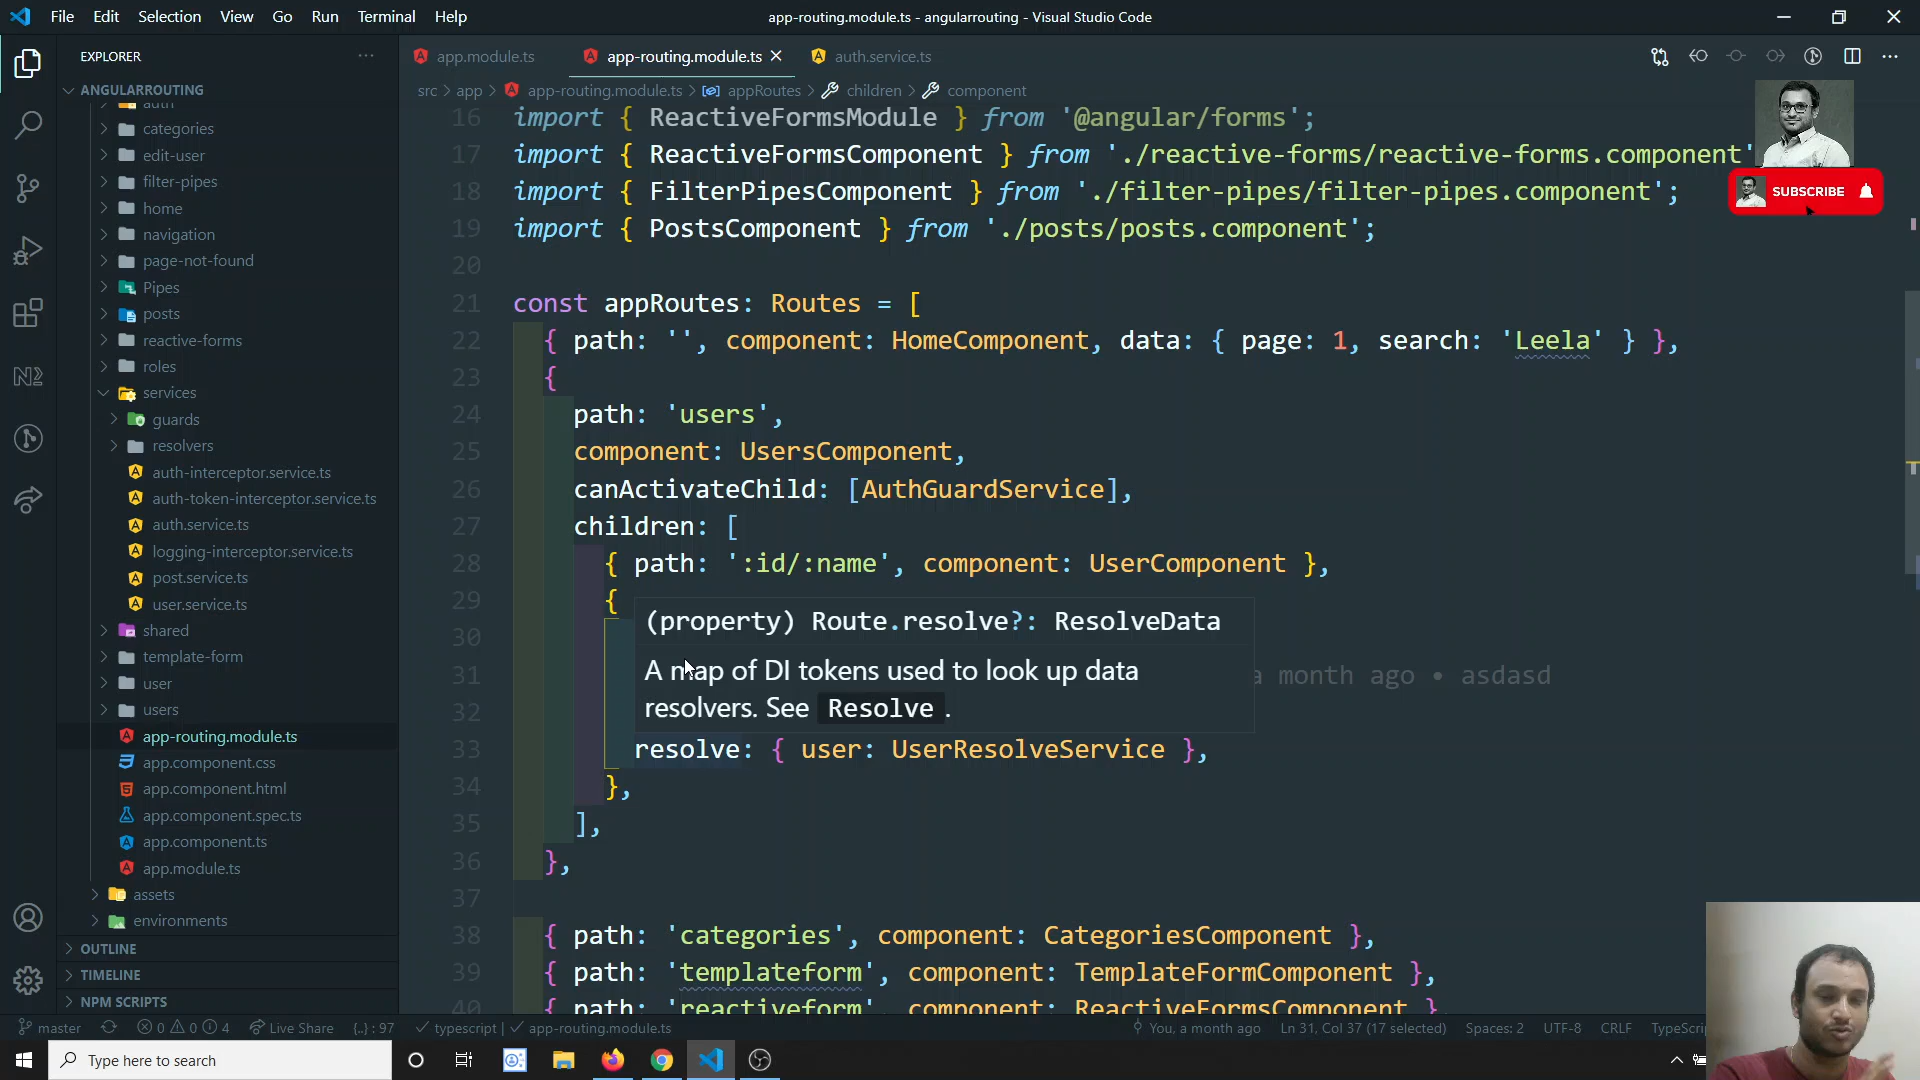 File Edit Selection View Go Run Terminal Help
app-routing.module.ts - angularrouting - Visual Studio Code
EXPLORER
app.module.ts
app-routing.module.ts
auth.service.ts
ANGULARROUTING
auth
categories
edit-user
filter-pipes
home
navigation
page-not-found
Pipes
posts
reactive-forms
roles
services
guards
resolvers
auth-interceptor.service.ts
auth-token-interceptor.service.ts
auth.service.ts
logging-interceptor.service.ts
post.service.ts
user.service.ts
shared
template-form
user
users
app-routing.module.ts
app.component.css
app.component.html
app.component.spec.ts
app.component.ts
app.module.ts
assets
environments
OUTLINE
TIMELINE
NPM SCRIPTS
src > app > app-routing.module.ts > appRoutes > children > component
16 import { ReactiveFormsModule } from '@angular/forms';
17 import { ReactiveFormsComponent } from './reactive-forms/reactive-forms.component'
18 import { FilterPipesComponent } from './filter-pipes/filter-pipes.component';
19 import { PostsComponent } from './posts/posts.component';
20
21 const appRoutes: Routes = [
22 { path: '', component: HomeComponent, data: { page: 1, search: 'Leela' } },
23 {
24 path: 'users',
25 component: UsersComponent,
26 canActivateChild: [AuthGuardService],
27 children: [
28 { path: ':id/:name', component: UserComponent },
29 {
30 (property) Route.resolve?: ResolveData
31 A map of DI tokens used to look up data a month ago • asdasd
32 resolvers. See Resolve .
33 resolve: { user: UserResolveService },
34 },
35 ],
36 },
37
38 { path: 'categories', component: CategoriesComponent },
39 { path: 'templateform', component: TemplateFormComponent },
40 { path: 'reactiveform', component: ReactiveFormsComponent },
SUBSCRIBE
master 0 0 4 Live Share {..} : 97 typescript | app-routing.module.ts
You, a month ago Ln 31, Col 37 (17 selected) Spaces: 2 UTF-8 CRLF TypeScri
Type here to search